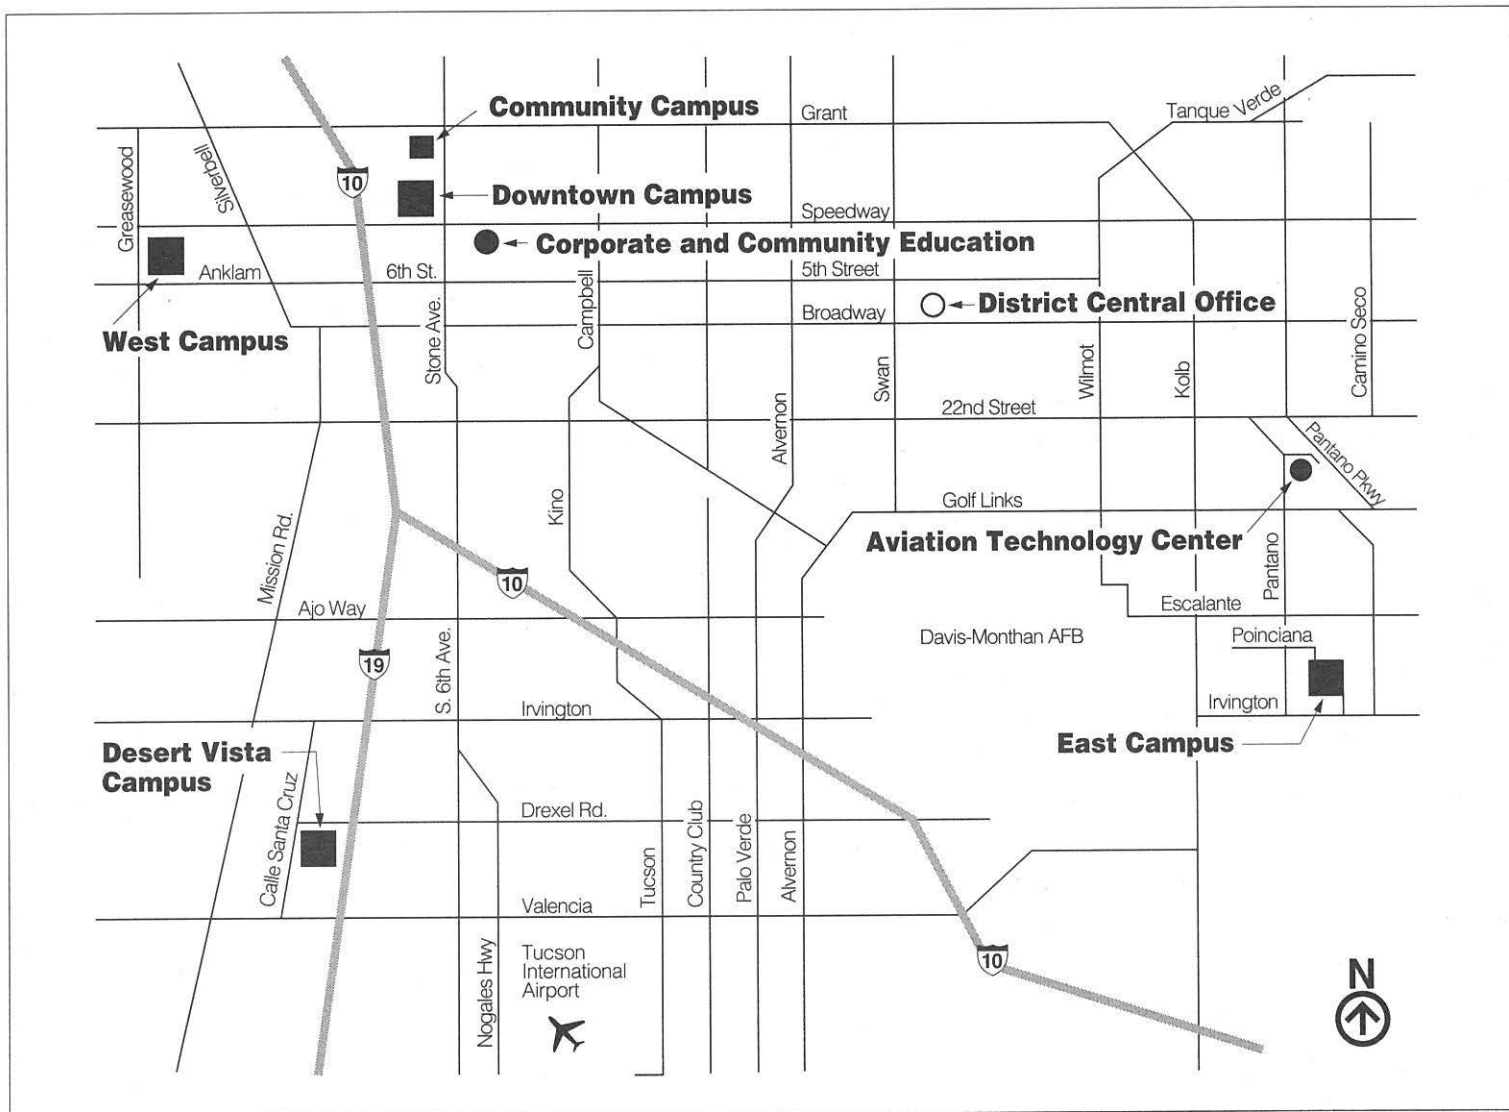 Community Campus
Grant
Tanque Verde
Greasewood
Silverbell
10
Downtown Campus
Speedway
Corporate and Community Education
Anklam
6th St.
5th Street
Campbell
District Central Office
Broadway
West Campus
Stone Ave.
Swan
Wilmot
Kolb
Camino Seco
22nd Street
Alvernon
Pantano Pkwy
Kino
Golf Links
Mission Rd.
Aviation Technology Center
Pantano
10
Ajo Way
Escalante
Davis-Monthan AFB
Poinciana
19
S. 6th Ave.
Irvington
Irvington
East Campus
Desert Vista
Campus
Calle Santa Cruz
Drexel Rd.
Tucson
Country Club
Palo Verde
Alvernon
Valencia
Nogales Hwy
Tucson
International
Airport
10
N